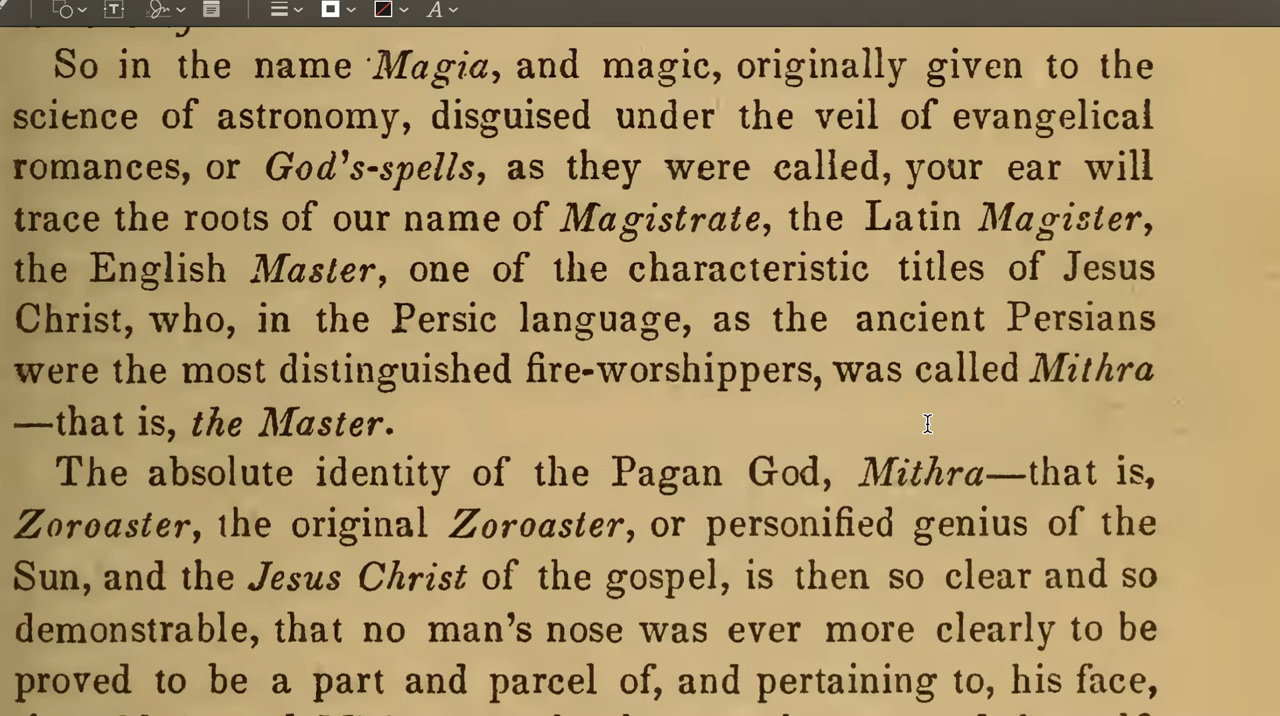 So in the name Magia, and magic, originally given to the
science of astronomy, disguised under the veil of evangelical
romances, or God's-spells, as they were called, your ear will
trace the roots of our name of Magistrate, the Latin Magister,
the English Master, one of the characteristic titles of Jesus
Christ, who, in the Persic language, as the ancient Persians
were the most distinguished fire-worshippers, was called Mithra
—that is, the Master.
The absolute identity of the Pagan God, Mithra—that is,
Zoroaster, the original Zoroaster, or personified genius of the
Sun, and the Jesus Christ of the gospel, is then so clear and so
demonstrable, that no man's nose was ever more clearly to be
proved to be a part and parcel of, and pertaining to, his face,